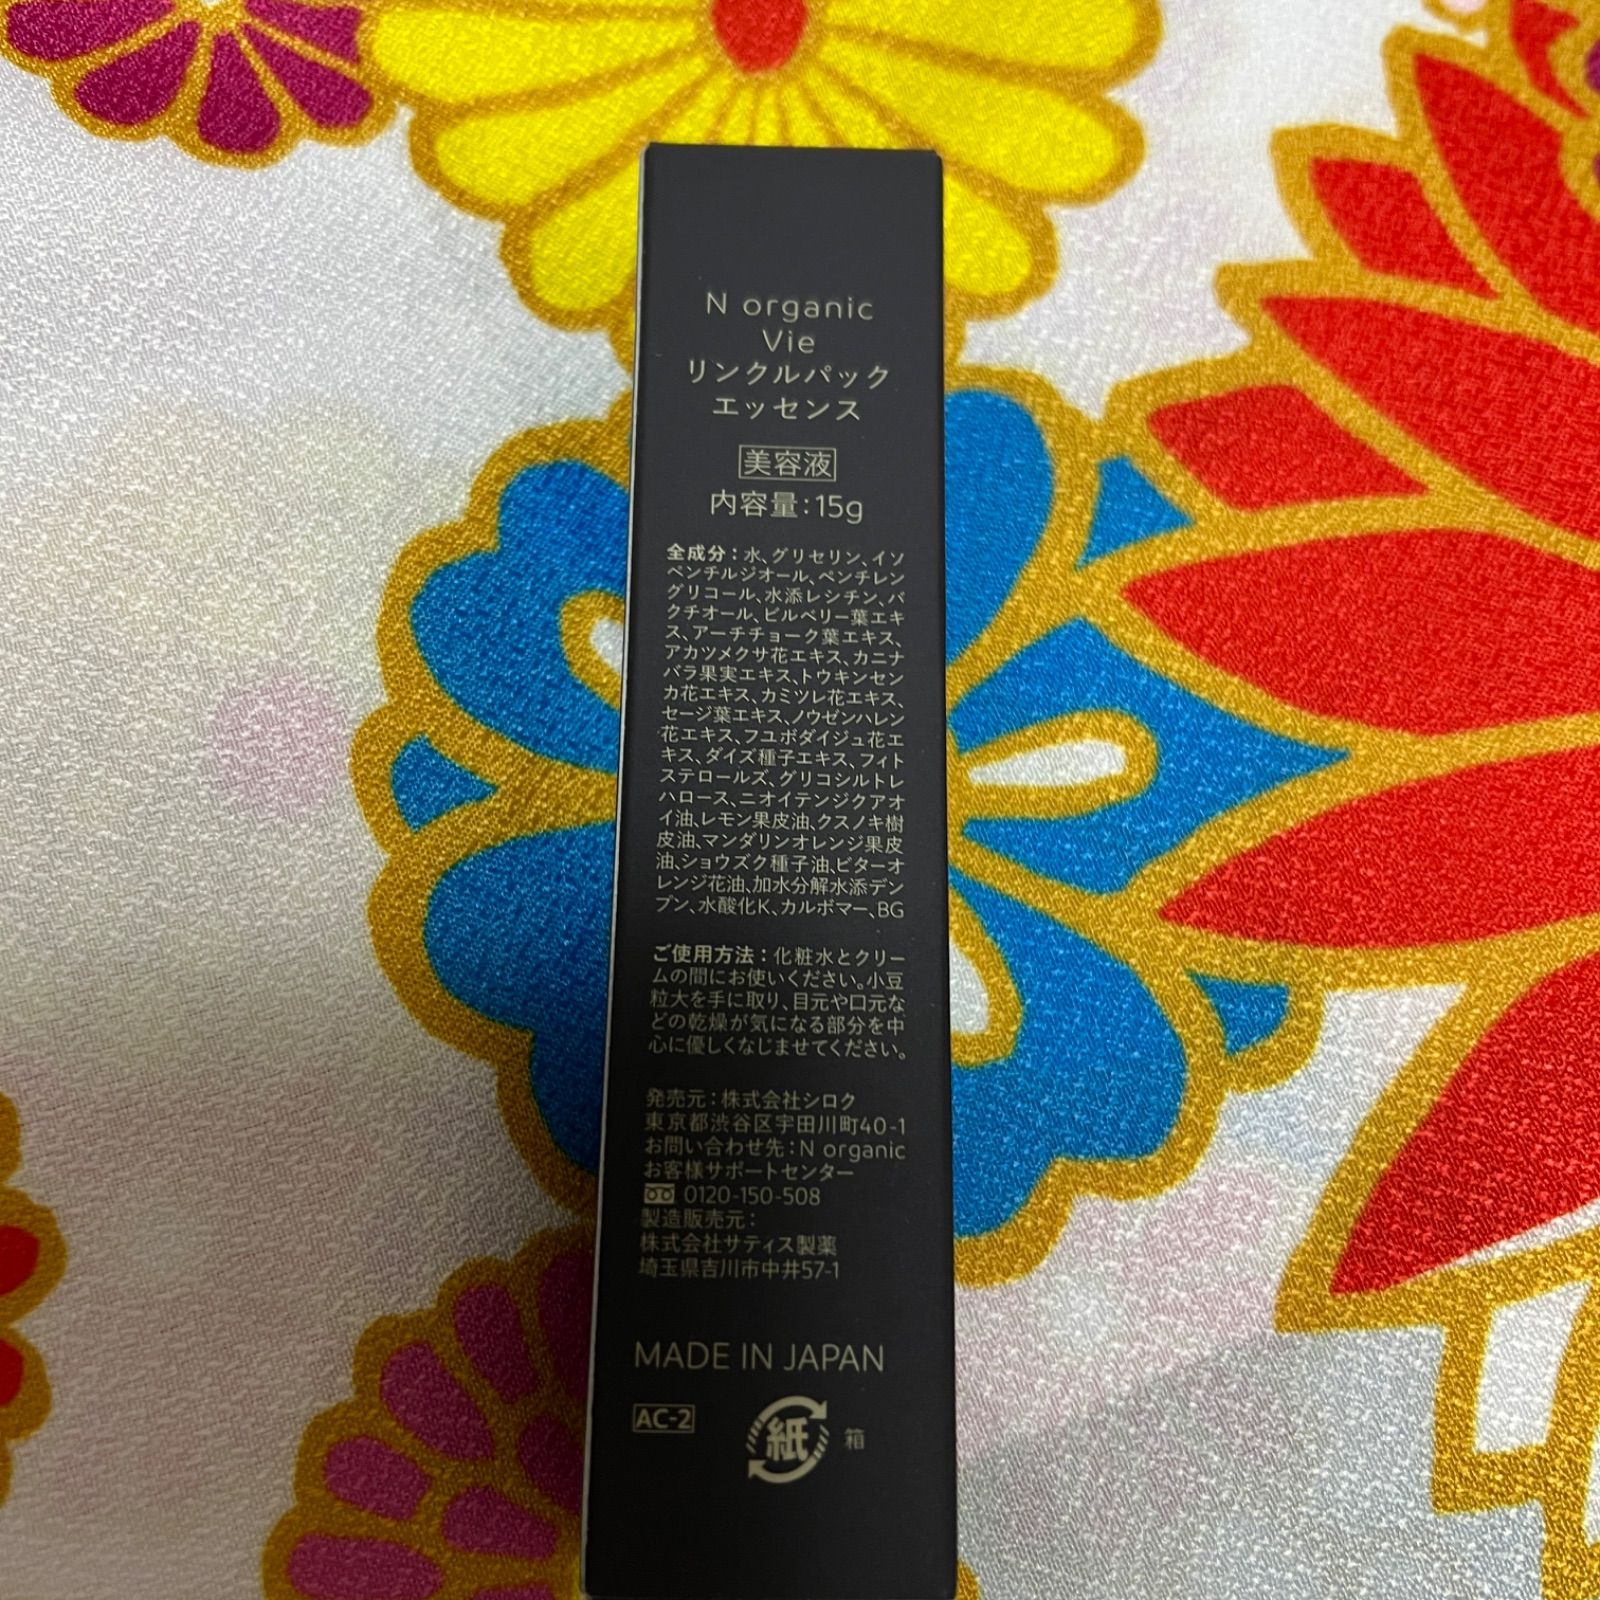 N organic
Vie
リンクルパック
エッセンス
美容液
内容量:15g
全成分:水、グリセリン、イソ
ペンチルジオール、ペンチレン
グリコール、水添レシチン、バ
クチオール、ビルベリー葉エキ
ス、アーチチョーク葉エキス、
アカツメクサ花エキス、カニナ
バラ果実エキス、トウキンセン
カ花エキス、カミツレ花エキス、
セージ葉エキス、ノウゼンハレン
花エキス、フユボダイジュ花エ
キス、ダイズ種子エキス、フィト
ステロールズ、グリコシルトレ
ハロース、ニオイテンジクアオ
イ油、レモン果皮油、クスノキ樹
皮油、マンダリンオレンジ果皮
油、ショウズク種子油、ビターオ
レンジ花油、加水分解水添デン
プン、水酸化K、カルボマー、BG
ご使用方法:化粧水とクリー
ムの間にお使いください。小豆
粒大を手に取り、目元や口元な
どの乾燥が気になる部分を中
心に優しくなじませてください。
発売元:株式会社シロク
東京都渋谷区宇田川町40-1
お問い合わせ先:N organic
お客様サポートセンター
0120-150-508
製造販売元:
株式会社サティス製薬
埼玉県吉川市中井57-1
MADE IN JAPAN
AC-2
紙 箱